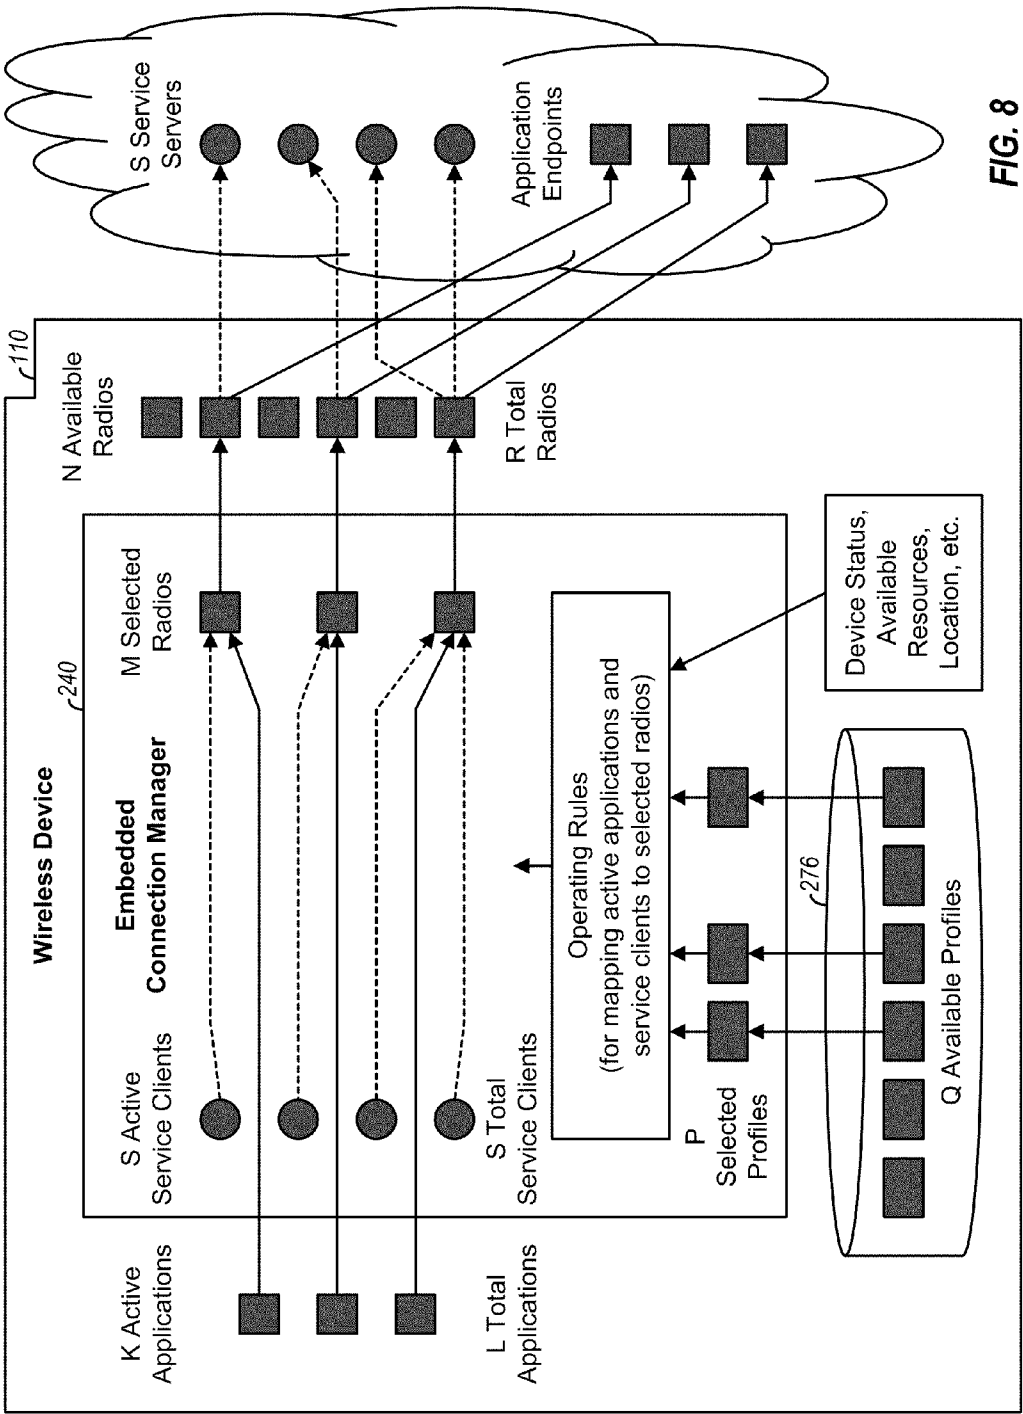 Wireless Device
110
240
Embedded
Connection Manager
K Active
Applications
L Total
Applications
S Active
Service Clients
S Total
Service Clients
M Selected
Radios
N Available
Radios
R Total
Radios
S Service
Servers
Application
Endpoints
Operating Rules
(for mapping active applications and
service clients to selected radios)
P
Selected
Profiles
276
Q Available Profiles
Device Status,
Available
Resources,
Location, etc.
FIG. 8